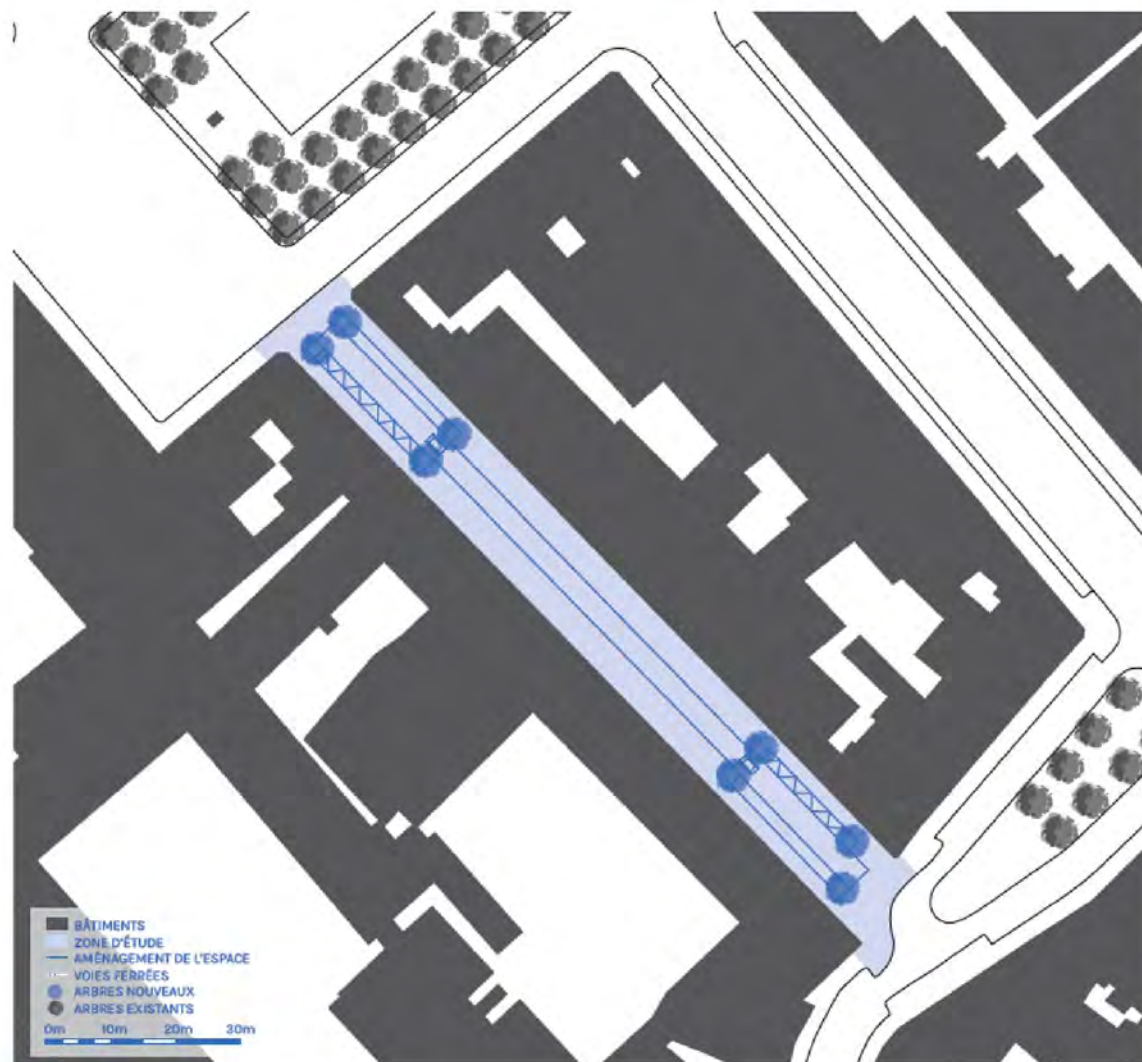 BÂTIMENTS
ZONE D'ÉTUDE
AMÉNAGEMENT DE L'ESPACE
VOIES FERRÉES
ARBRES NOUVEAUX
ARBRES EXISTANTS
0m 10m 20m 30m